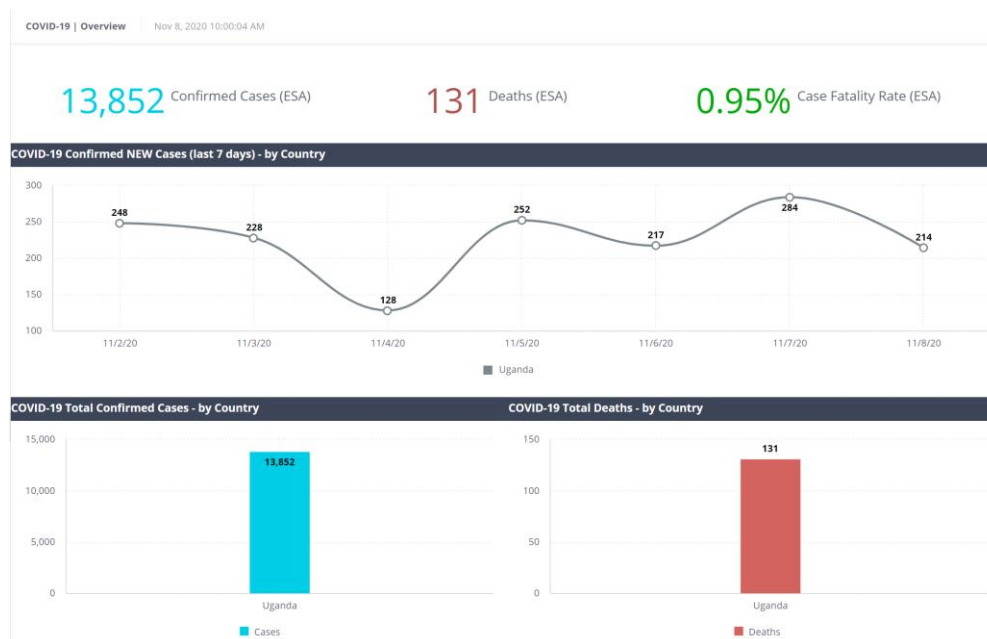 COVID-19 | Overview Nov 8, 2020 10:00:04 AM
13,852 Confirmed Cases (ESA) 131 Deaths (ESA) 0.95% Case Fatality Rate (ESA)
COVID-19 Confirmed NEW Cases (last 7 days) - by Country
300
250
200
150
100
248
228
128
252
217
284
214
11/2/20 11/3/20 11/4/20 11/5/20 11/6/20 11/7/20 11/8/20
Uganda
COVID-19 Total Confirmed Cases - by Country
15,000
10,000
5,000
0
13,852
Uganda
Cases
COVID-19 Total Deaths - by Country
150
100
50
0
131
Uganda
Deaths